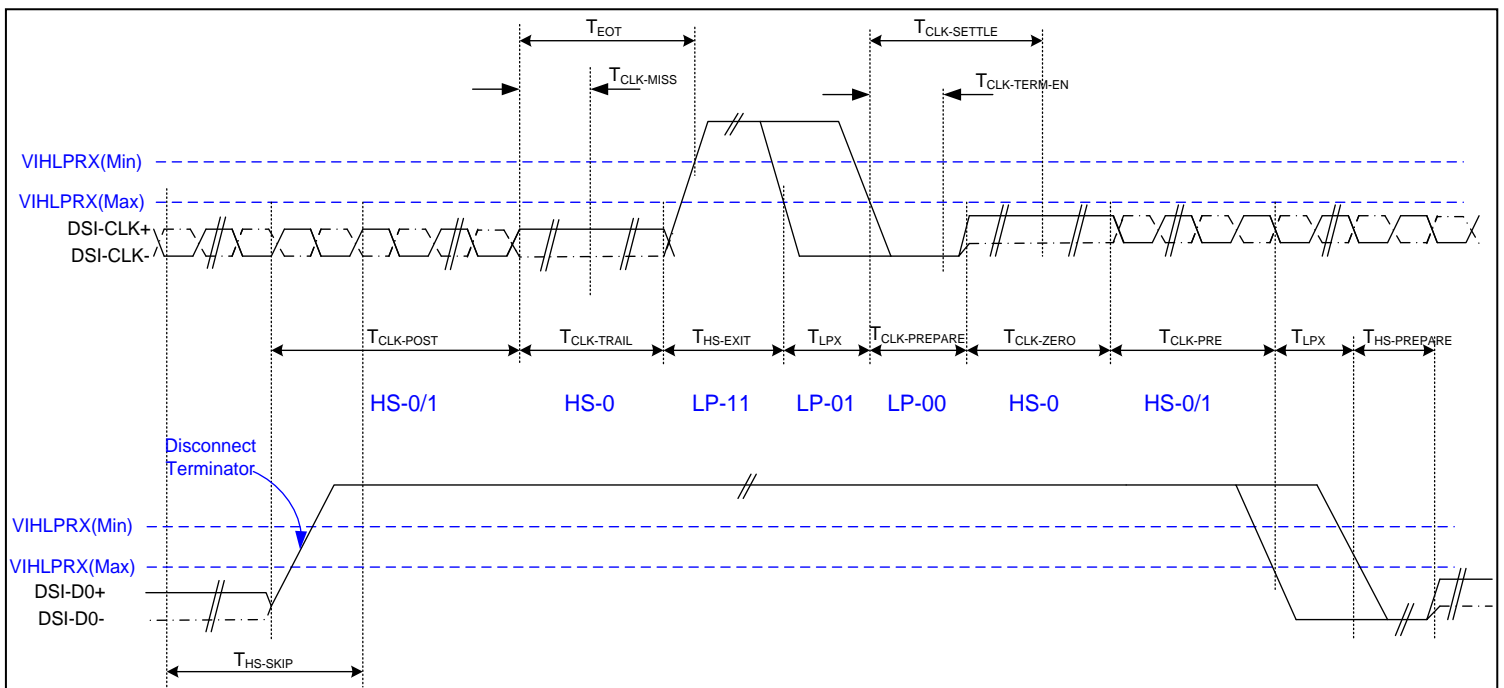 TEOT
TCLK-SETTLE
TCLK-MISS
TCLK-TERM-EN
VIHLPRX(Min)
VIHLPRX(Max)
DSI-CLK+
DSI-CLK-
TCLK-POST TCLK-TRAIL THS-EXIT TLPX TCLK-PREPARE TCLK-ZERO TCLK-PRE TLPX THS-PREPARE
HS-0/1 HS-0 LP-11 LP-01 LP-00 HS-0 HS-0/1
Disconnect
Terminator
VIHLPRX(Min)
VIHLPRX(Max)
DSI-D0+
DSI-D0-
THS-SKIP